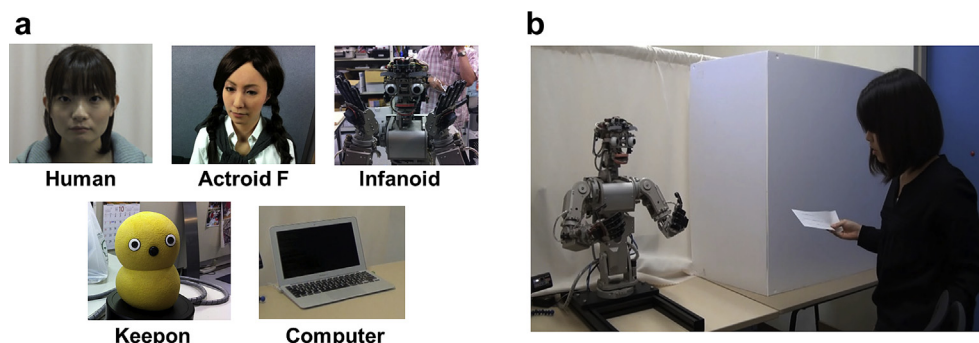 a
b
Human
Actroid F
Infanoid
Keepon
Computer